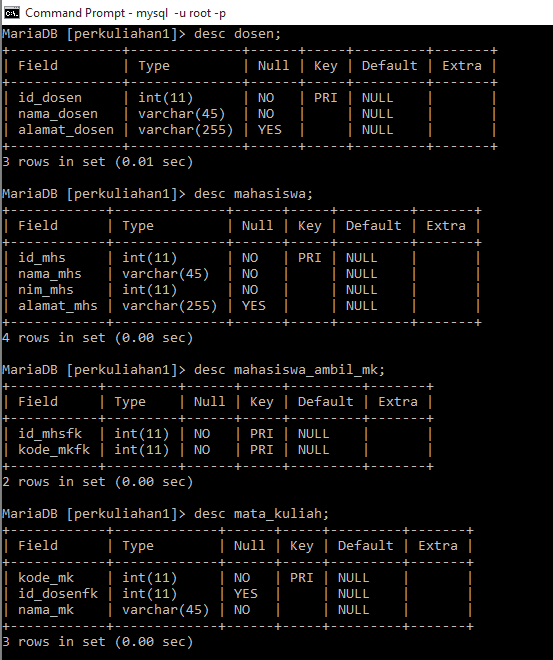 Command Prompt - mysql  -u root -p
MariaDB [perkuliahan1]> desc dosen;
+--------------+--------------+------+-----+---------+-------+
| Field        | Type         | Null | Key | Default | Extra |
+--------------+--------------+------+-----+---------+-------+
| id_dosen     | int(11)      | NO   | PRI | NULL    |       |
| nama_dosen   | varchar(45)  | NO   |     | NULL    |       |
| alamat_dosen | varchar(255) | YES  |     | NULL    |       |
+--------------+--------------+------+-----+---------+-------+
3 rows in set (0.01 sec)
MariaDB [perkuliahan1]> desc mahasiswa;
+------------+--------------+------+-----+---------+-------+
| Field      | Type         | Null | Key | Default | Extra |
+------------+--------------+------+-----+---------+-------+
| id_mhs     | int(11)      | NO   | PRI | NULL    |       |
| nama_mhs   | varchar(45)  | NO   |     | NULL    |       |
| nim_mhs    | int(11)      | NO   |     | NULL    |       |
| alamat_mhs | varchar(255) | YES  |     | NULL    |       |
+------------+--------------+------+-----+---------+-------+
4 rows in set (0.00 sec)
MariaDB [perkuliahan1]> desc mahasiswa_ambil_mk;
+-----------+---------+------+-----+---------+-------+
| Field     | Type    | Null | Key | Default | Extra |
+-----------+---------+------+-----+---------+-------+
| id_mhsfk  | int(11) | NO   | PRI | NULL    |       |
| kode_mkfk | int(11) | NO   | PRI | NULL    |       |
+-----------+---------+------+-----+---------+-------+
2 rows in set (0.00 sec)
MariaDB [perkuliahan1]> desc mata_kuliah;
+------------+-------------+------+-----+---------+-------+
| Field      | Type        | Null | Key | Default | Extra |
+------------+-------------+------+-----+---------+-------+
| kode_mk    | int(11)     | NO   | PRI | NULL    |       |
| id_dosenfk | int(11)     | YES  |     | NULL    |       |
| nama_mk    | varchar(45) | NO   |     | NULL    |       |
+------------+-------------+------+-----+---------+-------+
3 rows in set (0.00 sec)